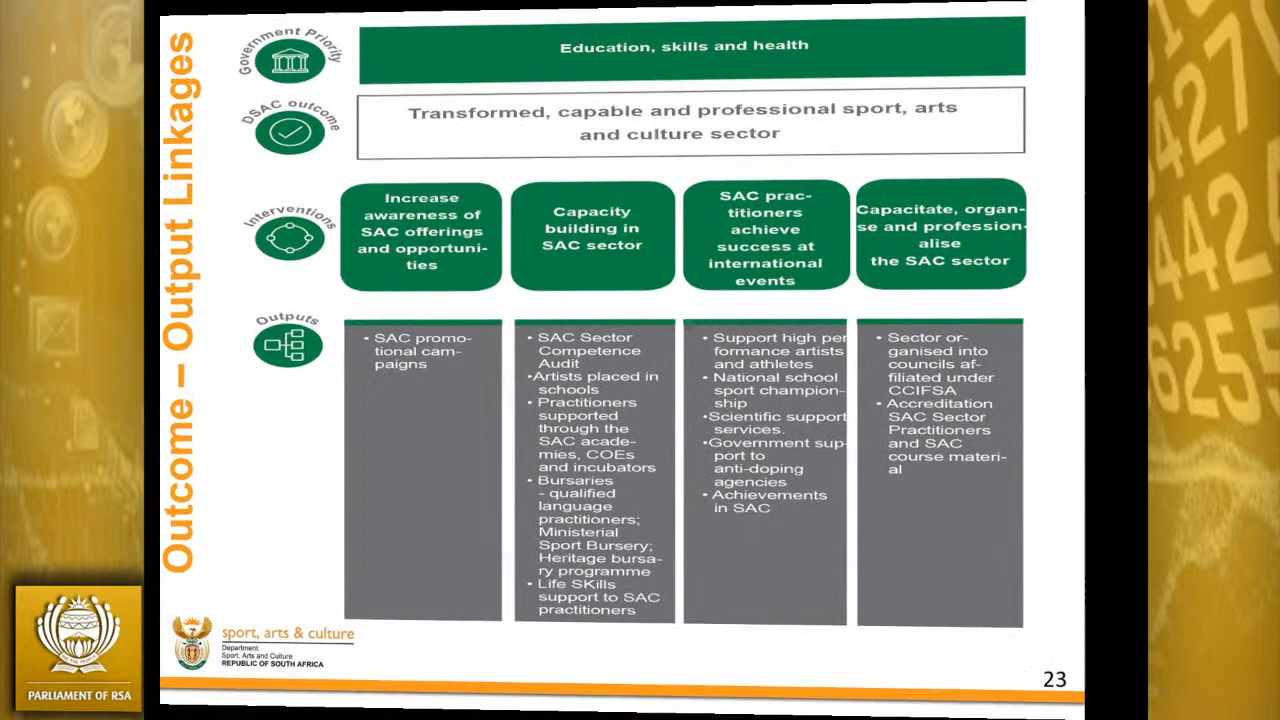 Outcome – Output Linkages
Government Priority
Education, skills and health
DSAC outcome
Transformed, capable and professional sport, arts
and culture sector
Interventions
Increase
awareness of
SAC offerings
and opportuni-
ties
Capacity
building in
SAC sector
SAC prac-
titioners
achieve
success at
international
events
Capacitate, organ-
se and profession-
alise
the SAC sector
Outputs
• SAC promo-
tional cam-
paigns
• SAC Sector
Competence
Audit
•Artists placed in
schools
• Practitioners
supported
through the
SAC acade-
mies, COEs
and incubators
• Bursaries
- qualified
language
practitioners;
Ministerial
Sport Bursery;
Heritage bursa-
ry programme
• Life SKills
support to SAC
practitioners
• Support high per
formance artists
and athletes
• National school
sport champion-
ship
•Scientific support
services.
•Government sup-
port to
anti-doping
agencies
• Achievements
in SAC
• Sector or-
ganised into
councils af-
filiated under
CCIFSA
• Accreditation
SAC Sector
Practitioners
and SAC
course materi-
al
sport, arts & culture
Department:
Sport, Arts and Culture
REPUBLIC OF SOUTH AFRICA
23
PARLIAMENT OF RSA
27
842
442
6255